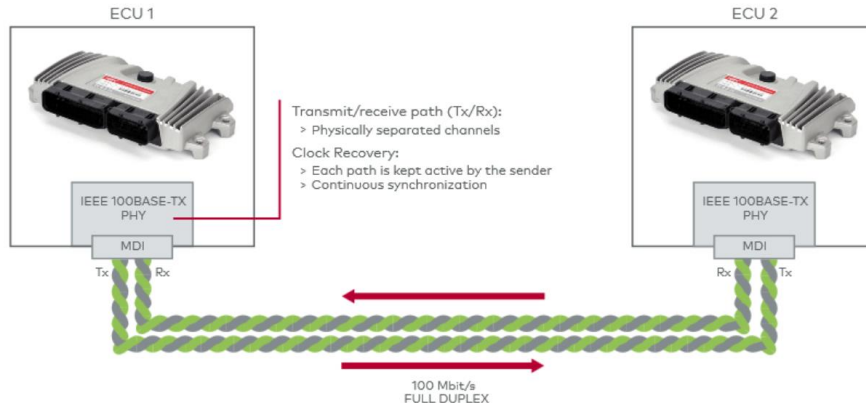 ECU 1
ECU 2
Transmit/receive path (Tx/Rx):
> Physically separated channels
Clock Recovery:
> Each path is kept active by the sender
> Continuous synchronization
IEEE 100BASE-TX
PHY
MDI
Tx
Rx
IEEE 100BASE-TX
PHY
MDI
Rx
Tx
100 Mbit/s
FULL DUPLEX